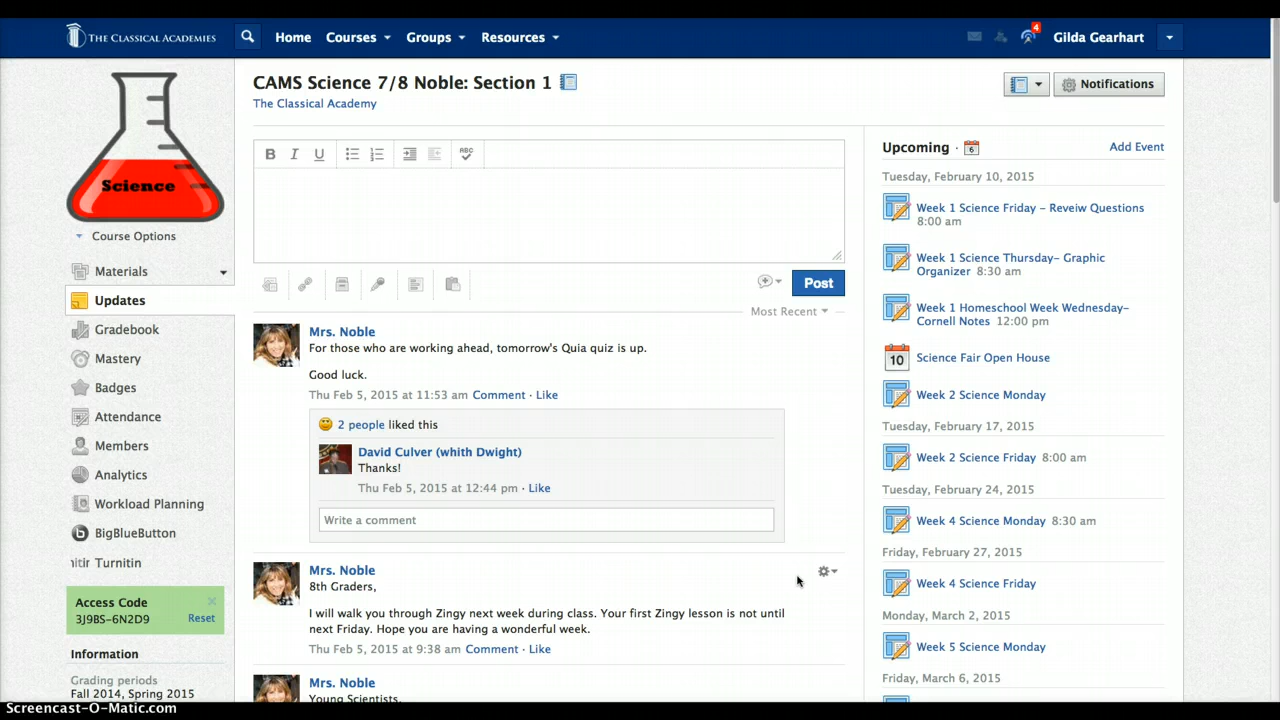 THE CLASSICAL ACADEMIES
Home
Courses
Groups
Resources
4
Gilda Gearhart
Science
Course Options
Materials
Updates
Gradebook
Mastery
Badges
Attendance
Members
Analytics
Workload Planning
BigBlueButton
Turnitin
Access Code
3J9BS-6N2D9
Reset
Information
Grading periods
Fall 2014, Spring 2015
CAMS Science 7/8 Noble: Section 1
The Classical Academy
Notifications
B I U
ABC
Post
Most Recent
Mrs. Noble
For those who are working ahead, tomorrow's Quia quiz is up.
Good luck.
Thu Feb 5, 2015 at 11:53 am Comment · Like
2 people liked this
David Culver (whith Dwight)
Thanks!
Thu Feb 5, 2015 at 12:44 pm · Like
Write a comment
Mrs. Noble
8th Graders,
I will walk you through Zingy next week during class. Your first Zingy lesson is not until
next Friday. Hope you are having a wonderful week.
Thu Feb 5, 2015 at 9:38 am Comment · Like
Mrs. Noble
Young Scientists,
Upcoming · 6
Add Event
Tuesday, February 10, 2015
Week 1 Science Friday – Reveiw Questions
8:00 am
Week 1 Science Thursday– Graphic
Organizer 8:30 am
Week 1 Homeschool Week Wednesday–
Cornell Notes 12:00 pm
10
Science Fair Open House
Week 2 Science Monday
Tuesday, February 17, 2015
Week 2 Science Friday 8:00 am
Tuesday, February 24, 2015
Week 4 Science Monday 8:30 am
Friday, February 27, 2015
Week 4 Science Friday
Monday, March 2, 2015
Week 5 Science Monday
Friday, March 6, 2015
Screencast-O-Matic.com